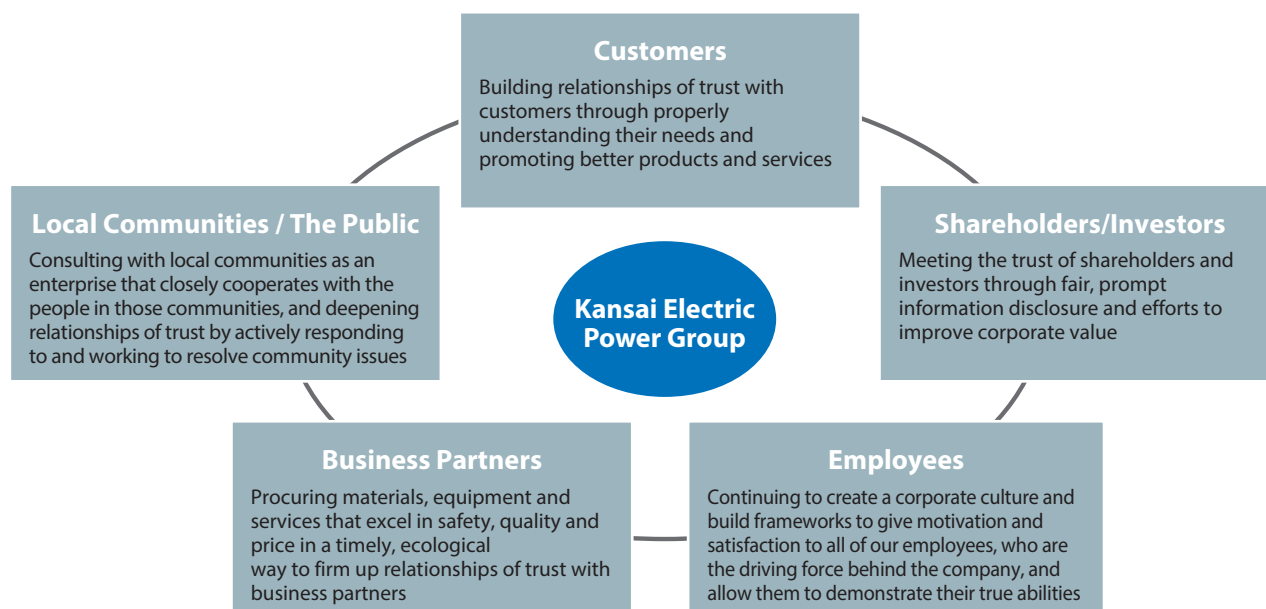 Customers
Building relationships of trust with
customers through properly
understanding their needs and
promoting better products and services
Local Communities / The Public
Consulting with local communities as an
enterprise that closely cooperates with the
people in those communities, and deepening
relationships of trust by actively responding
to and working to resolve community issues
Shareholders/Investors
Meeting the trust of shareholders and
investors through fair, prompt
information disclosure and efforts to
improve corporate value
Kansai Electric
Power Group
Business Partners
Procuring materials, equipment and
services that excel in safety, quality and
price in a timely, ecological
way to firm up relationships of trust with
business partners
Employees
Continuing to create a corporate culture and
build frameworks to give motivation and
satisfaction to all of our employees, who are
the driving force behind the company, and
allow them to demonstrate their true abilities